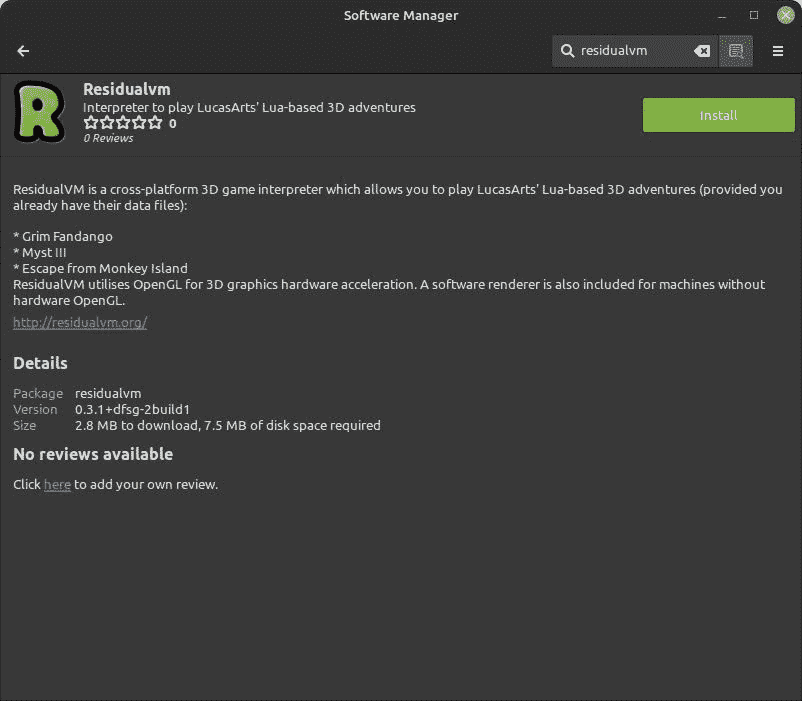 Software Manager
residualvm
Residualvm
Interpreter to play LucasArts' Lua-based 3D adventures
0
0 Reviews
Install
ResidualVM is a cross-platform 3D game interpreter which allows you to play LucasArts' Lua-based 3D adventures (provided you
already have their data files):
* Grim Fandango
* Myst III
* Escape from Monkey Island
ResidualVM utilises OpenGL for 3D graphics hardware acceleration. A software renderer is also included for machines without
hardware OpenGL.
http://residualvm.org/
Details
Package residualvm
Version 0.3.1+dfsg-2build1
Size 2.8 MB to download, 7.5 MB of disk space required
No reviews available
Click here to add your own review.